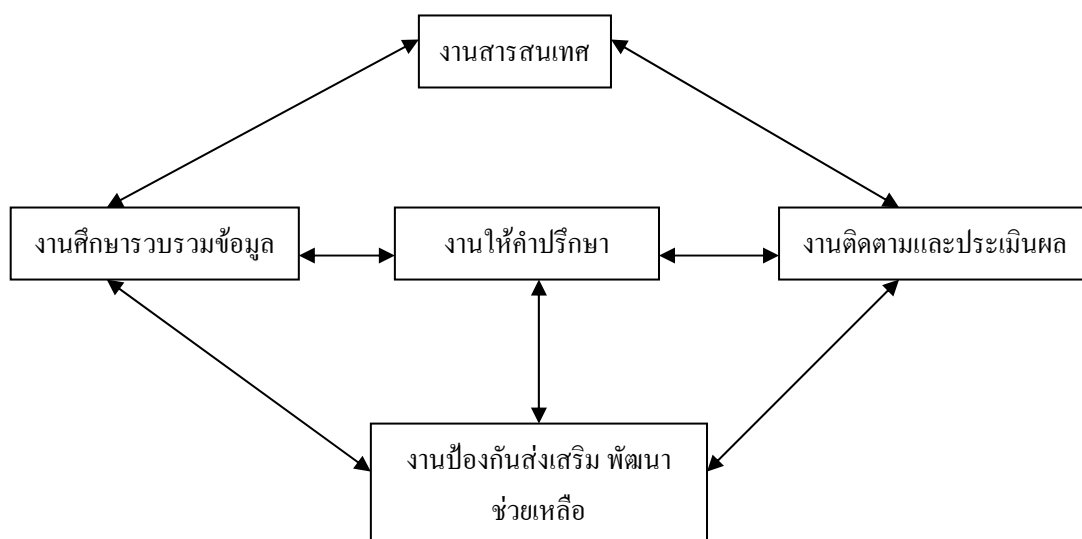 งานสารสนเทศ
งานศึกษารวบรวมข้อมูล
งานให้คำปรึกษา
งานติดตามและประเมินผล
งานป้องกันส่งเสริม พัฒนา
ช่วยเหลือ